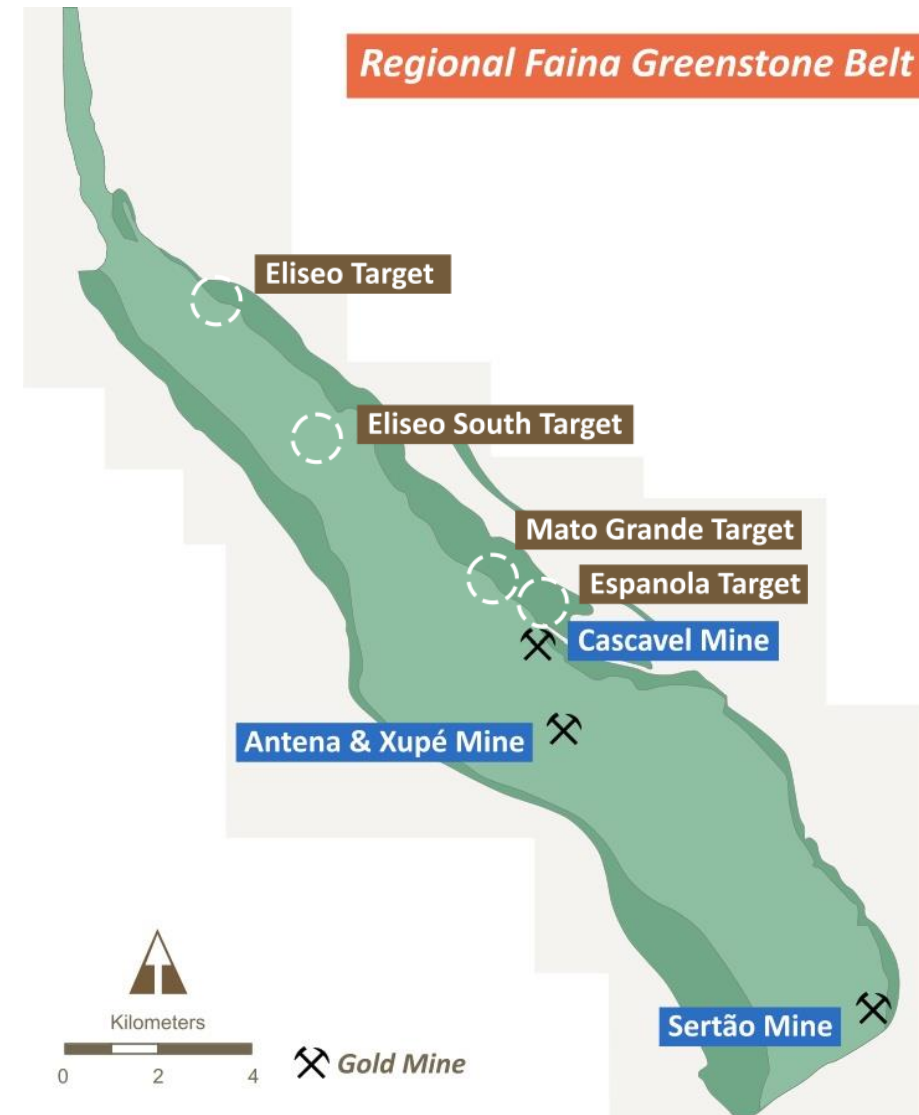 Regional Faina Greenstone Belt
Eliseo Target
Eliseo South Target
Mato Grande Target
Espanola Target
Cascavel Mine
Antena & Xupé Mine
Sertão Mine
Kilometers
0 2 4
Gold Mine